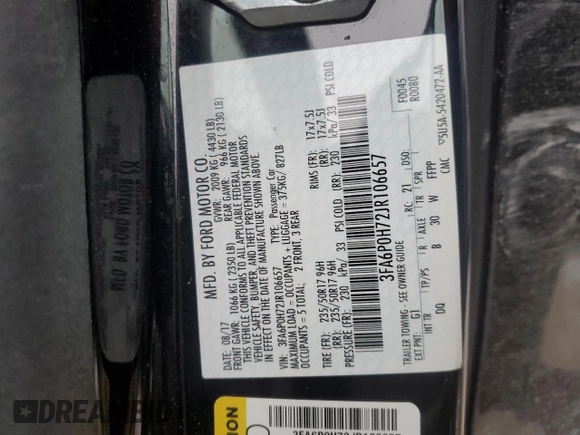 MFD. BY FORD MOTOR CO.
DATE: 08/17 GVWR: 2009 KG ( 4430 LB)
FRONT GAWR: 1066 KG ( 2350 LB) REAR GAWR: 966 KG ( 2130 LB)
THIS VEHICLE CONFORMS TO ALL APPLICABLE FEDERAL MOTOR
VEHICLE SAFETY, BUMPER, AND THEFT PREVENTION STANDARDS
IN EFFECT ON THE DATE OF MANUFACTURE SHOWN ABOVE.
VIN: 3FA6P0H72JR106657 TYPE: Passenger Car
MAXIMUM LOAD = OCCUPANTS + LUGGAGE = 375KG/ 827LB
OCCUPANTS = 5 TOTAL; 2 FRONT, 3 REAR
TIRE (FR): 235/50R17 96H RIMS (FR): 17x7.5J
TIRE (RR): 235/50R17 96H (RR): 17x7.5J
PRESSURE (FR): 230 kPa/ 33 PSI COLD (RR): 230 kPa/ 33 PSI COLD
3FA6P0H72JR106657
F0045
R0080
TRAILER TOWING - SEE OWNER GUIDE
EXT PNT: G1 RC: 21 DSO:
INT TR TP/PS R AXLE TR SPR
DQ B 30 W FFPP
CMC
5U5A-5420472-AA
DREAMBID